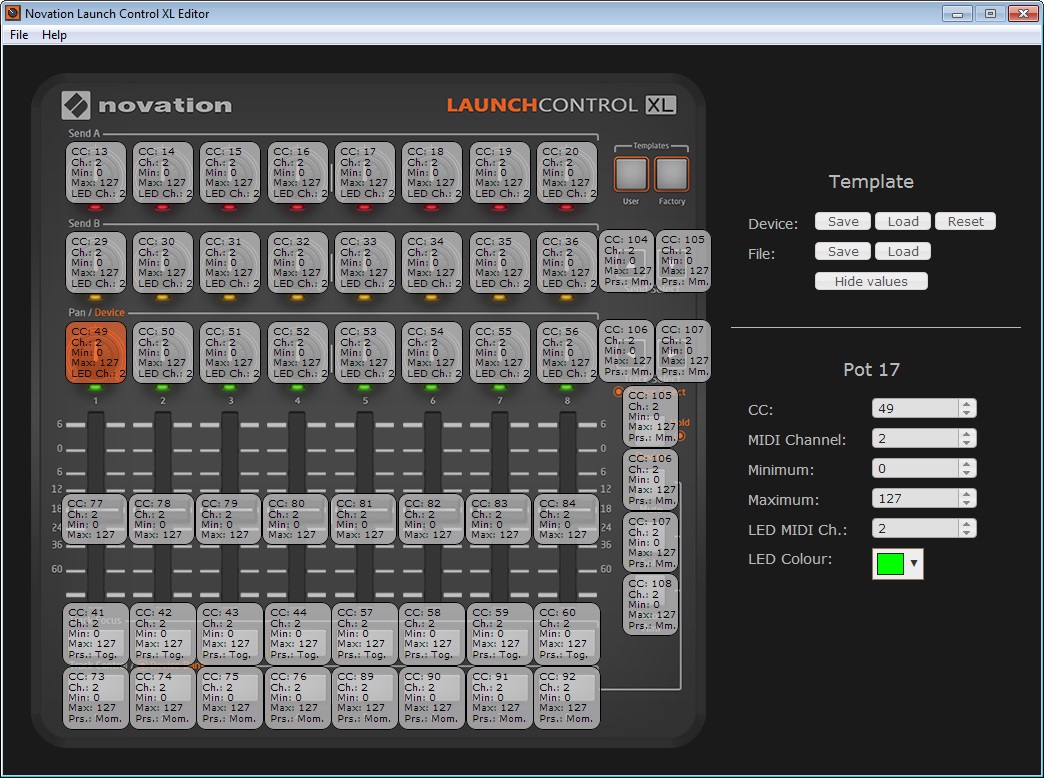 Novation Launch Control XL Editor
File Help
novation
LAUNCHCONTROL XL
Send A
Templates
CC: 13 CC: 14 CC: 15 CC: 16 CC: 17 CC: 18 CC: 19 CC: 20
Ch.: 2 Ch.: 2 Ch.: 2 Ch.: 2 Ch.: 2 Ch.: 2 Ch.: 2 Ch.: 2
Min: 0 Min: 0 Min: 0 Min: 0 Min: 0 Min: 0 Min: 0 Min: 0
Max: 127 Max: 127 Max: 127 Max: 127 Max: 127 Max: 127 Max: 127 Max: 127
LED Ch.: 2 LED Ch.: 2 LED Ch.: 2 LED Ch.: 2 LED Ch.: 2 LED Ch.: 2 LED Ch.: 2 LED Ch.: 2
User Factory
Send B
CC: 29 CC: 30 CC: 31 CC: 32 CC: 33 CC: 34 CC: 35 CC: 36 CC: 104 CC: 105
Ch.: 2 Ch.: 2 Ch.: 2 Ch.: 2 Ch.: 2 Ch.: 2 Ch.: 2 Ch.: 2 Ch.: 2 Ch.: 2
Min: 0 Min: 0 Min: 0 Min: 0 Min: 0 Min: 0 Min: 0 Min: 0 Min: 0 Min: 0
Max: 127 Max: 127 Max: 127 Max: 127 Max: 127 Max: 127 Max: 127 Max: 127 Max: 127 Max: 127
LED Ch.: 2 LED Ch.: 2 LED Ch.: 2 LED Ch.: 2 LED Ch.: 2 LED Ch.: 2 LED Ch.: 2 LED Ch.: 2 Prs.: Mm. Prs.: Mm.
Pan / Device
CC: 49 CC: 50 CC: 51 CC: 52 CC: 53 CC: 54 CC: 55 CC: 56 CC: 106 CC: 107
Ch.: 2 Ch.: 2 Ch.: 2 Ch.: 2 Ch.: 2 Ch.: 2 Ch.: 2 Ch.: 2 Ch.: 2 Ch.: 2
Min: 0 Min: 0 Min: 0 Min: 0 Min: 0 Min: 0 Min: 0 Min: 0 Min: 0 Min: 0
Max: 127 Max: 127 Max: 127 Max: 127 Max: 127 Max: 127 Max: 127 Max: 127 Max: 127 Max: 127
LED Ch.: 2 LED Ch.: 2 LED Ch.: 2 LED Ch.: 2 LED Ch.: 2 LED Ch.: 2 LED Ch.: 2 LED Ch.: 2 Prs.: Mm. Prs.: Mm.
1 2 3 4 5 6 7 8
CC: 105
Ch.: 2
Min: 0
Max: 127
Prs.: Mm.
CC: 106
Ch.: 2
Min: 0
Max: 127
Prs.: Mm.
CC: 107
Ch.: 2
Min: 0
Max: 127
Prs.: Mm.
CC: 108
Ch.: 2
Min: 0
Max: 127
Prs.: Mm.
6 6
0 0
6 6
12 12
18 18
24 24
36 36
60 60
CC: 77 CC: 78 CC: 79 CC: 80 CC: 81 CC: 82 CC: 83 CC: 84
Ch.: 2 Ch.: 2 Ch.: 2 Ch.: 2 Ch.: 2 Ch.: 2 Ch.: 2 Ch.: 2
Min: 0 Min: 0 Min: 0 Min: 0 Min: 0 Min: 0 Min: 0 Min: 0
Max: 127 Max: 127 Max: 127 Max: 127 Max: 127 Max: 127 Max: 127 Max: 127
CC: 41 CC: 42 CC: 43 CC: 44 CC: 57 CC: 58 CC: 59 CC: 60
Ch.: 2 Ch.: 2 Ch.: 2 Ch.: 2 Ch.: 2 Ch.: 2 Ch.: 2 Ch.: 2
Min: 0 Min: 0 Min: 0 Min: 0 Min: 0 Min: 0 Min: 0 Min: 0
Max: 127 Max: 127 Max: 127 Max: 127 Max: 127 Max: 127 Max: 127 Max: 127
Prs.: Tog. Prs.: Tog. Prs.: Tog. Prs.: Tog. Prs.: Tog. Prs.: Tog. Prs.: Tog. Prs.: Tog.
CC: 73 CC: 74 CC: 75 CC: 76 CC: 89 CC: 90 CC: 91 CC: 92
Ch.: 2 Ch.: 2 Ch.: 2 Ch.: 2 Ch.: 2 Ch.: 2 Ch.: 2 Ch.: 2
Min: 0 Min: 0 Min: 0 Min: 0 Min: 0 Min: 0 Min: 0 Min: 0
Max: 127 Max: 127 Max: 127 Max: 127 Max: 127 Max: 127 Max: 127 Max: 127
Prs.: Mom. Prs.: Mom. Prs.: Mom. Prs.: Mom. Prs.: Mom. Prs.: Mom. Prs.: Mom. Prs.: Mom.
Template
Device: Save Load Reset
File: Save Load
Hide values
Pot 17
CC: 49
MIDI Channel: 2
Minimum: 0
Maximum: 127
LED MIDI Ch.: 2
LED Colour: